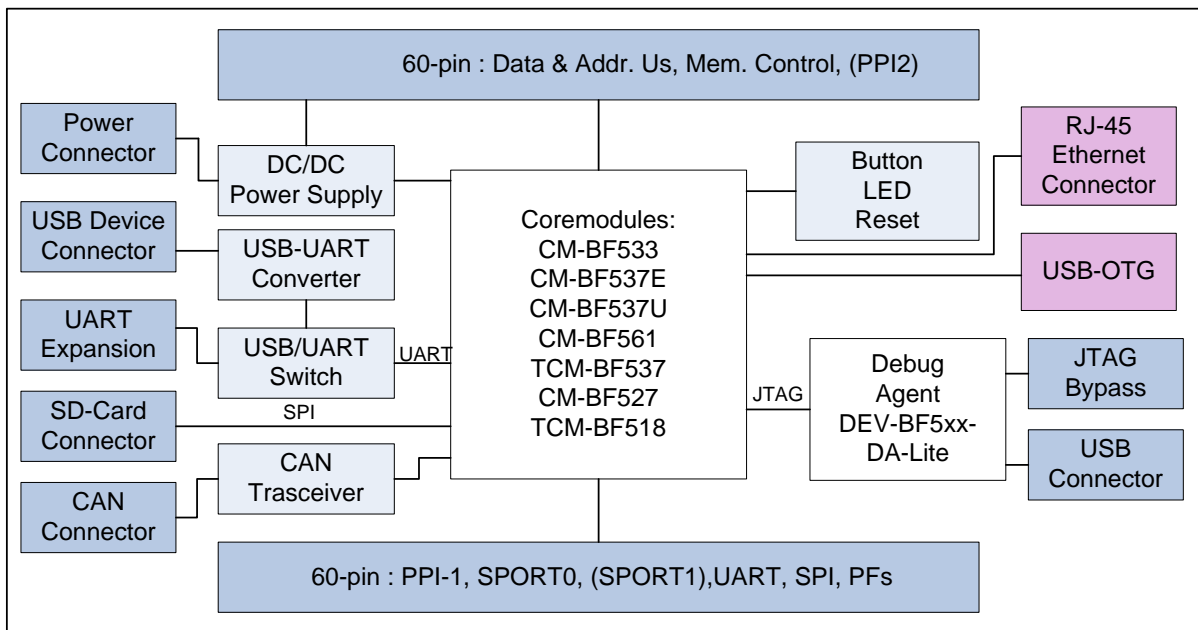 60-pin : Data & Addr. Us, Mem. Control, (PPI2)
Power
Connector
DC/DC
Power Supply
USB Device
Connector
USB-UART
Converter
UART
Expansion
USB/UART
Switch
UART
SD-Card
Connector
SPI
CAN
Trasceiver
CAN
Connector
Coremodules:
CM-BF533
CM-BF537E
CM-BF537U
CM-BF561
TCM-BF537
CM-BF527
TCM-BF518
Button
LED
Reset
RJ-45
Ethernet
Connector
USB-OTG
JTAG
Debug
Agent
DEV-BF5xx-
DA-Lite
JTAG
Bypass
USB
Connector
60-pin : PPI-1, SPORT0, (SPORT1),UART, SPI, PFs